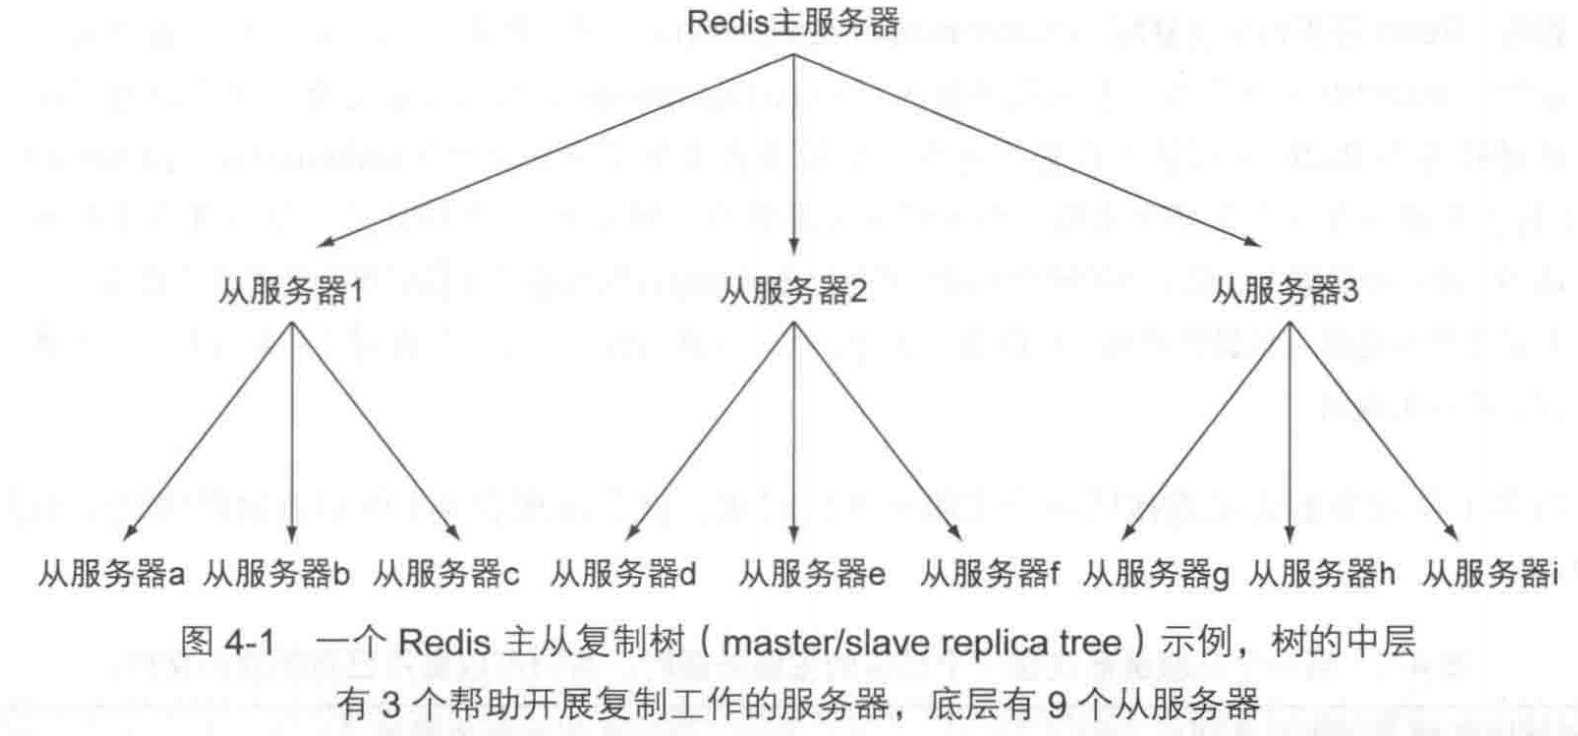 Redis主服务器
从服务器1 从服务器2 从服务器3
从服务器a 从服务器b 从服务器c 从服务器d 从服务器e 从服务器f 从服务器g 从服务器h 从服务器i
图 4-1 一个 Redis 主从复制树（master/slave replica tree）示例，树的中层
有 3 个帮助开展复制工作的服务器，底层有 9 个从服务器